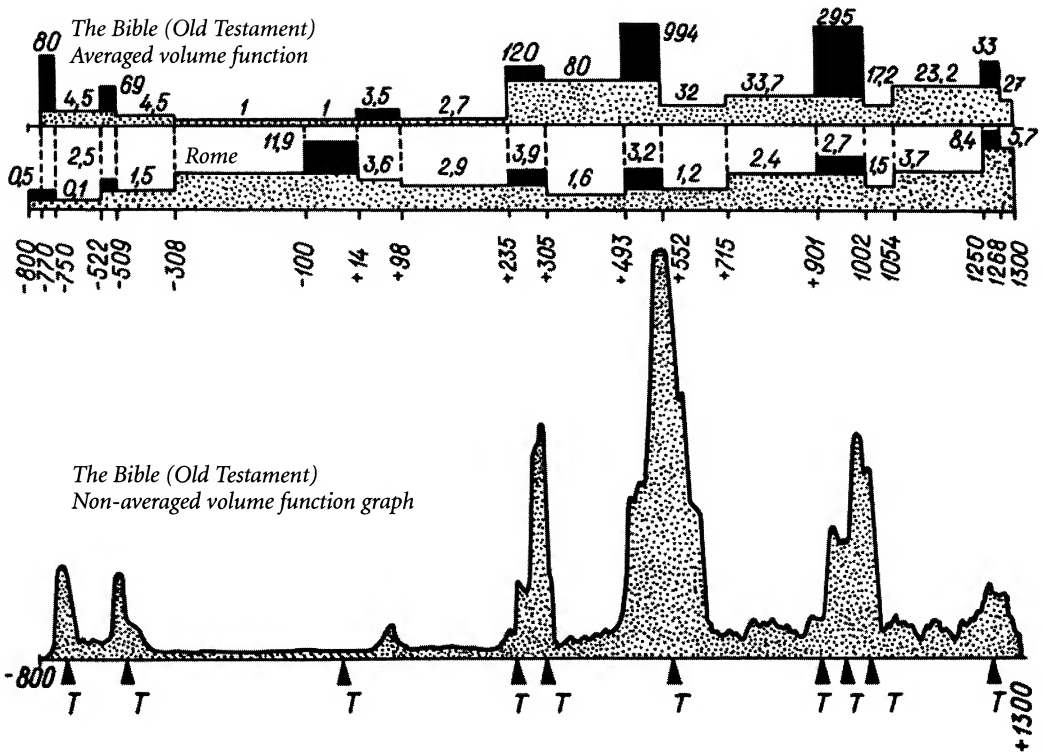 The Bible (Old Testament)
Averaged volume function
80 4,5 69 4,5 1 1 3,5 2,7 120 80 994 32 33,7 295 17,2 23,2 33 27
Rome
0,5 0,1 2,5 1,5 11,9 3,6 2,9 3,9 1,6 3,2 1,2 2,4 2,7 1,5 3,7 8,4 5,7
-800 -770 -750 -522 -509 -308 -100 +14 +98 +235 +305 +493 +552 +715 +901 1002 1054 1250 1268 1300
The Bible (Old Testament)
Non-averaged volume function graph
-800 +1300
T T T T T T T T T T